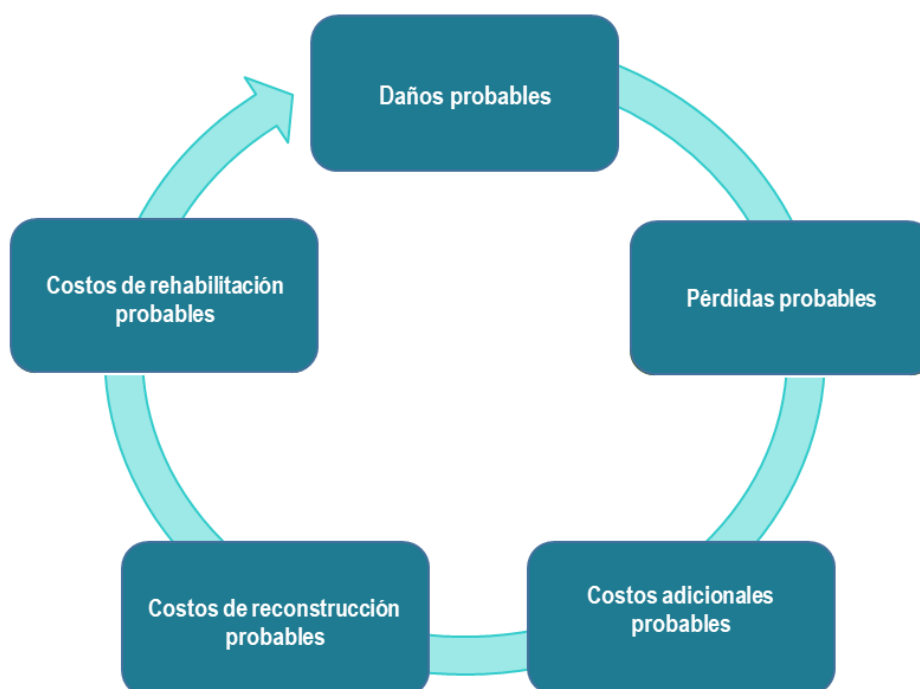 Daños probables
Pérdidas probables
Costos adicionales
probables
Costos de reconstrucción
probables
Costos de rehabilitación
probables